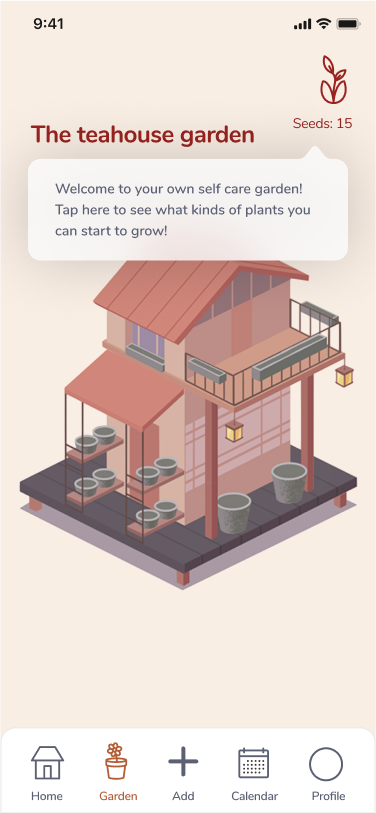 9:41
Seeds: 15
The teahouse garden
Welcome to your own self care garden!
Tap here to see what kinds of plants you
can start to grow!
Home
Garden
Add
Calendar
Profile